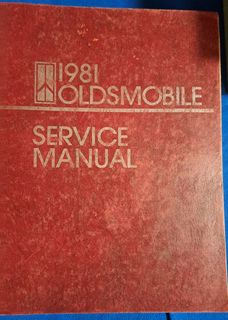 1981
OLDSMOBILE
SERVICE
MANUAL